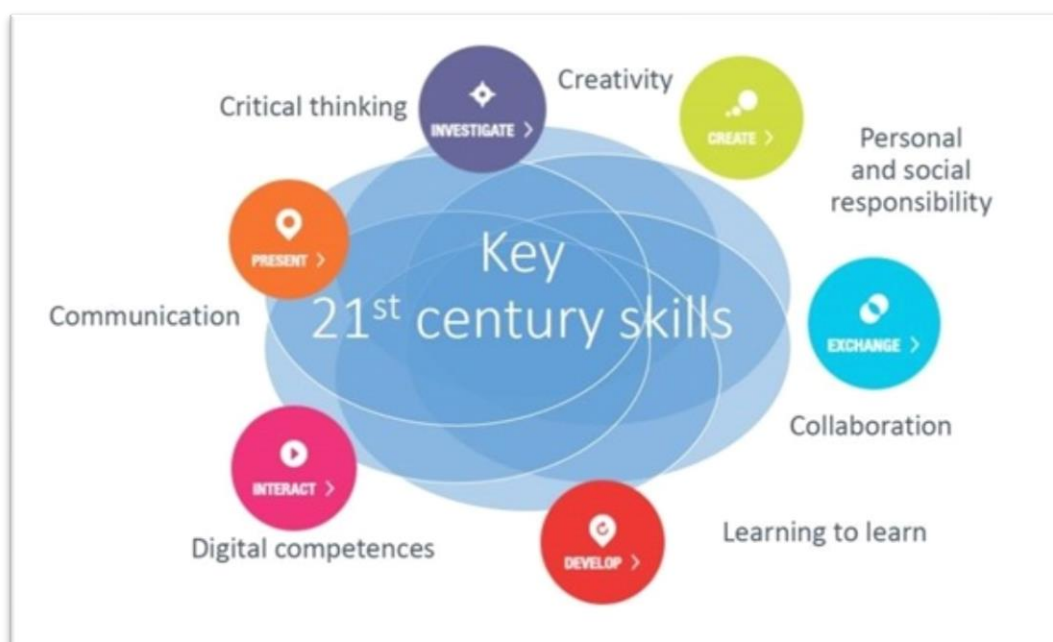 Creativity
Critical thinking
INVESTIGATE >
CREATE >
Personal
and social
responsibility
PRESENT >
Key
21st century skills
Communication
EXCHANGE >
Collaboration
INTERACT >
Digital competences
Learning to learn
DEVELOP >